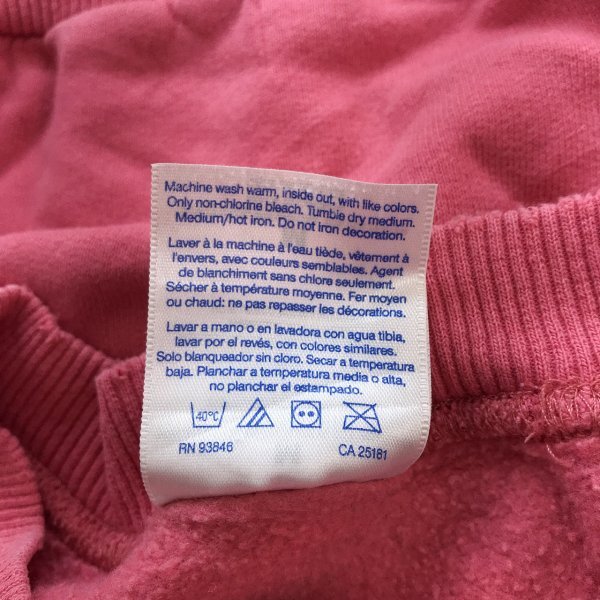 Machine wash warm, inside out, with like colors.
Only non-chlorine bleach. Tumble dry medium.
Medium/hot iron. Do not iron decoration.
Laver à la machine à l'eau tiède, vêtement à
l'envers, avec couleurs semblables. Agent
de blanchiment sans chlore seulement.
Sécher à température moyenne. Fer moyen
ou chaud: ne pas repasser les décorations.
Lavar a mano o en lavadora con agua tibia,
lavar por el revés, con colores similares.
Solo blanqueador sin cloro. Secar a temperatura
baja. Planchar a temperatura media o alta,
no planchar el estampado.
40°C
RN 93846 CA 25181